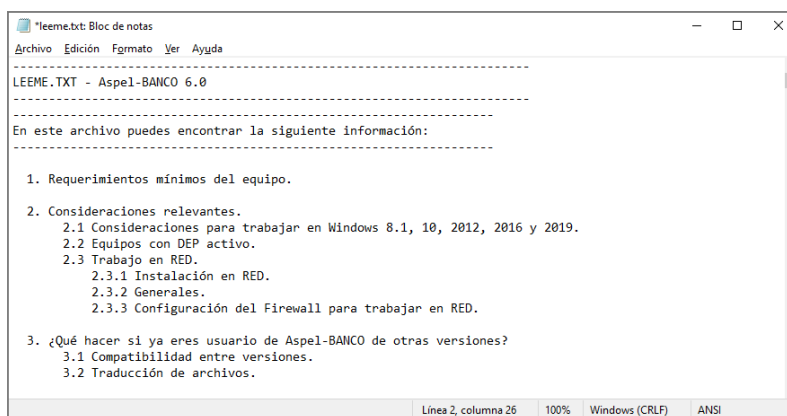 *leeme.txt: Bloc de notas
Archivo Edición Formato Ver Ayuda
------------------------------------------------------------------------
LEEME.TXT - Aspel-BANCO 6.0
------------------------------------------------------------------------
-------------------------------------------------------------------
En este archivo puedes encontrar la siguiente información:
-------------------------------------------------------------------
1. Requerimientos mínimos del equipo.
2. Consideraciones relevantes.
2.1 Consideraciones para trabajar en Windows 8.1, 10, 2012, 2016 y 2019.
2.2 Equipos con DEP activo.
2.3 Trabajo en RED.
2.3.1 Instalación en RED.
2.3.2 Generales.
2.3.3 Configuración del Firewall para trabajar en RED.
3. ¿Qué hacer si ya eres usuario de Aspel-BANCO de otras versiones?
3.1 Compatibilidad entre versiones.
3.2 Traducción de archivos.
Línea 2, columna 26 100% Windows (CRLF) ANSI